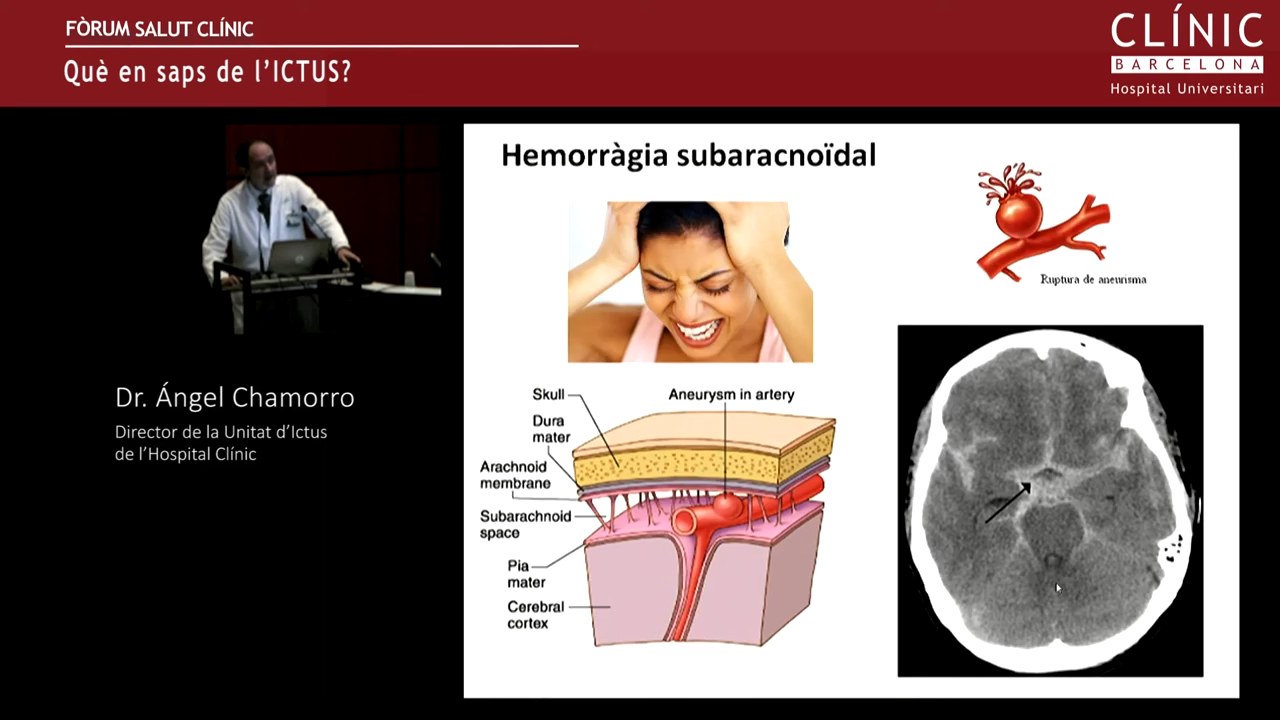 FÒRUM SALUT CLÍNIC
Què en saps de l'ICTUS?
CLÍNIC
BARCELONA
Hospital Universitari
Dr. Ángel Chamorro
Director de la Unitat d'Ictus
de l'Hospital Clínic
Hemorràgia subaracnoïdal
Ruptura de aneurisma
Skull
Aneurysm in artery
Dura
mater
Arachnoid
membrane
Subarachnoid
space
Pia
mater
Cerebral
cortex